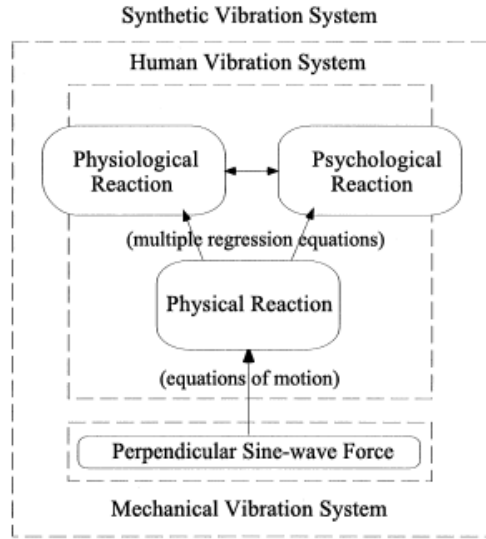 Synthetic Vibration System
Human Vibration System
Physiological
Reaction
Psychological
Reaction
(multiple regression equations)
Physical Reaction
(equations of motion)
Perpendicular Sine-wave Force
Mechanical Vibration System